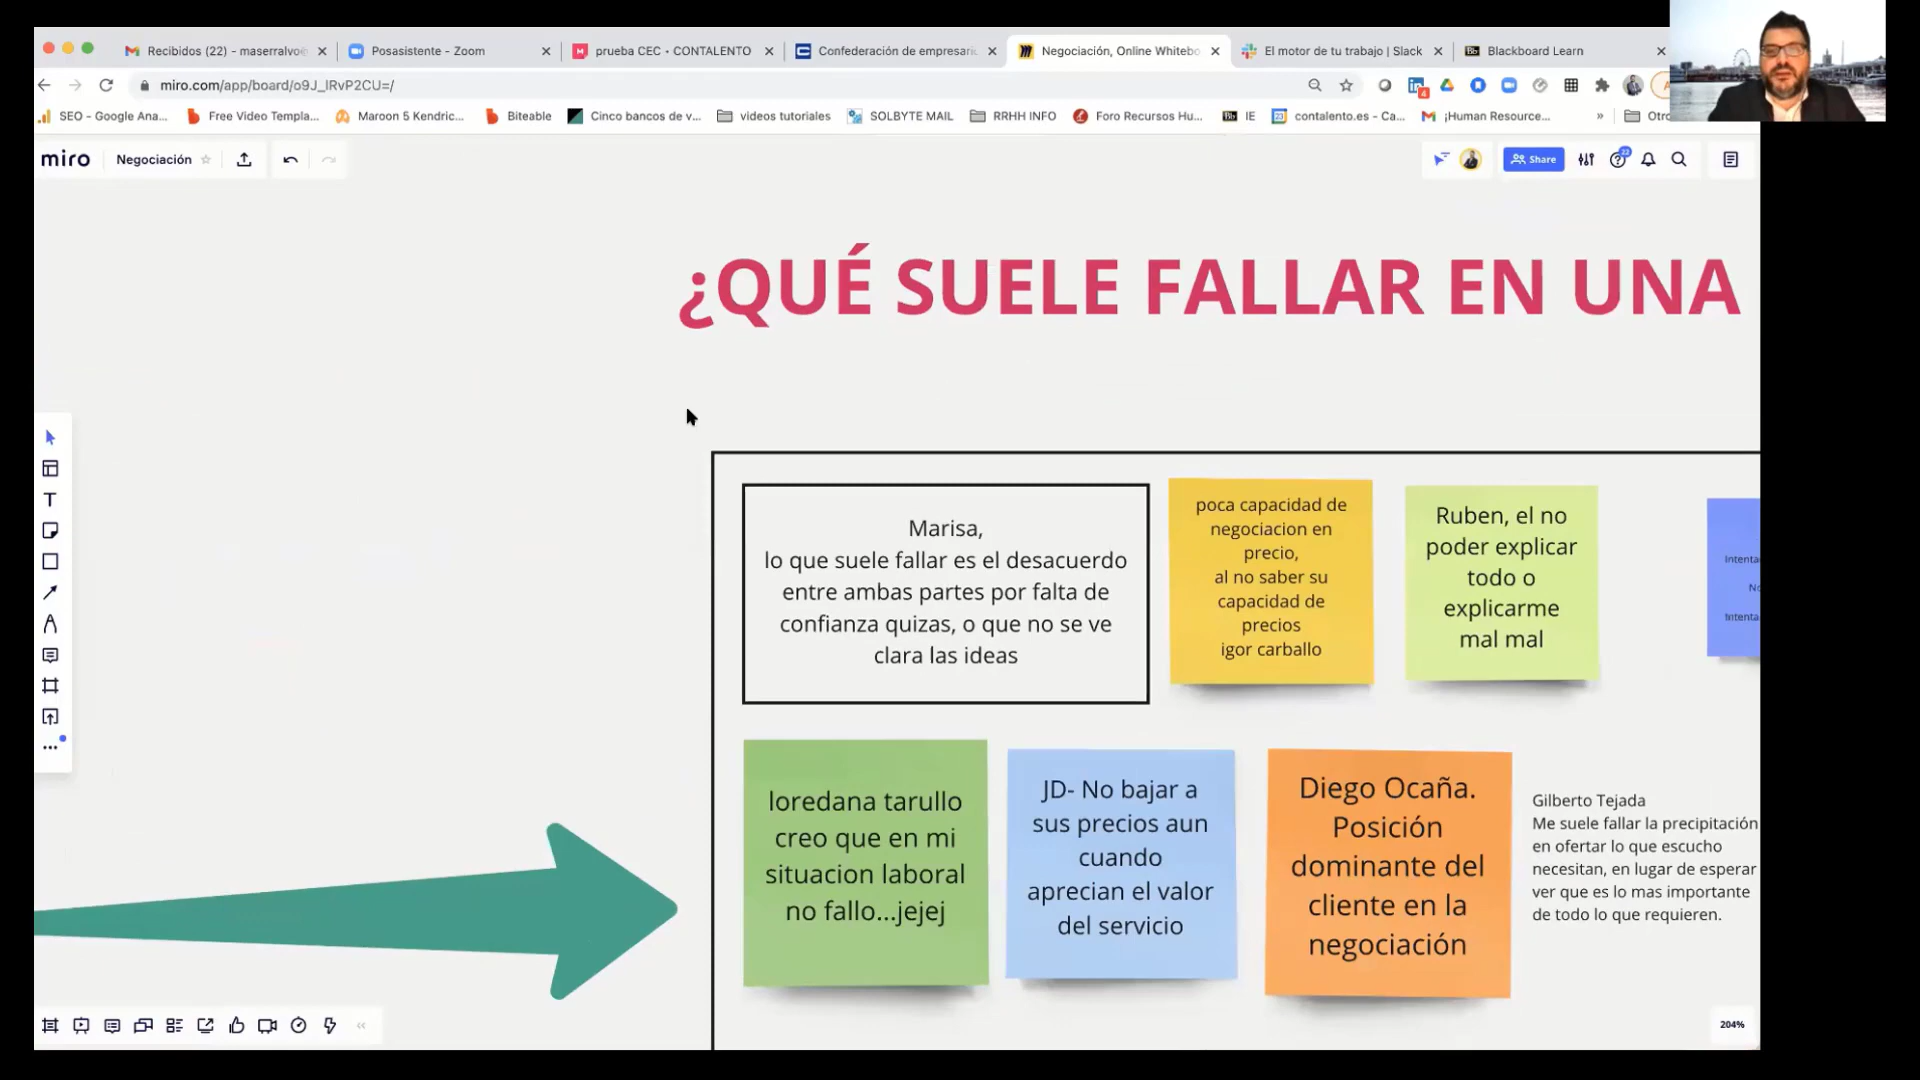 Recibidos (22) - maserralvo@
Posasistente - Zoom
prueba CEC • CONTALENTO
Confederación de empresari
Negociación, Online Whitebo
El motor de tu trabajo | Slack
Blackboard Learn
miro.com/app/board/o9J_lRvP2CU=/
4
SEO - Google Ana...
Free Video Templa...
Maroon 5 Kendric...
Biteable
Cinco bancos de v...
videos tutoriales
SOLBYTE MAIL
RRHH INFO
Foro Recursos Hu...
IE
contalento.es - Ca...
¡Human Resource...
»
Otro
miro
Negociación
Share
¿QUÉ SUELE FALLAR EN UNA
Marisa,
lo que suele fallar es el desacuerdo
entre ambas partes por falta de
confianza quizas, o que no se ve
clara las ideas
poca capacidad de
negociacion en
precio,
al no saber su
capacidad de
precios
igor carballo
Ruben, el no
poder explicar
todo o
explicarme
mal mal
Intenta
No
Intenta
loredana tarullo
creo que en mi
situacion laboral
no fallo...jejej
JD- No bajar a
sus precios aun
cuando
aprecian el valor
del servicio
Diego Ocaña.
Posición
dominante del
cliente en la
negociación
Gilberto Tejada
Me suele fallar la precipitación
en ofertar lo que escucho
necesitan, en lugar de esperar
ver que es lo mas importante
de todo lo que requieren.
204%